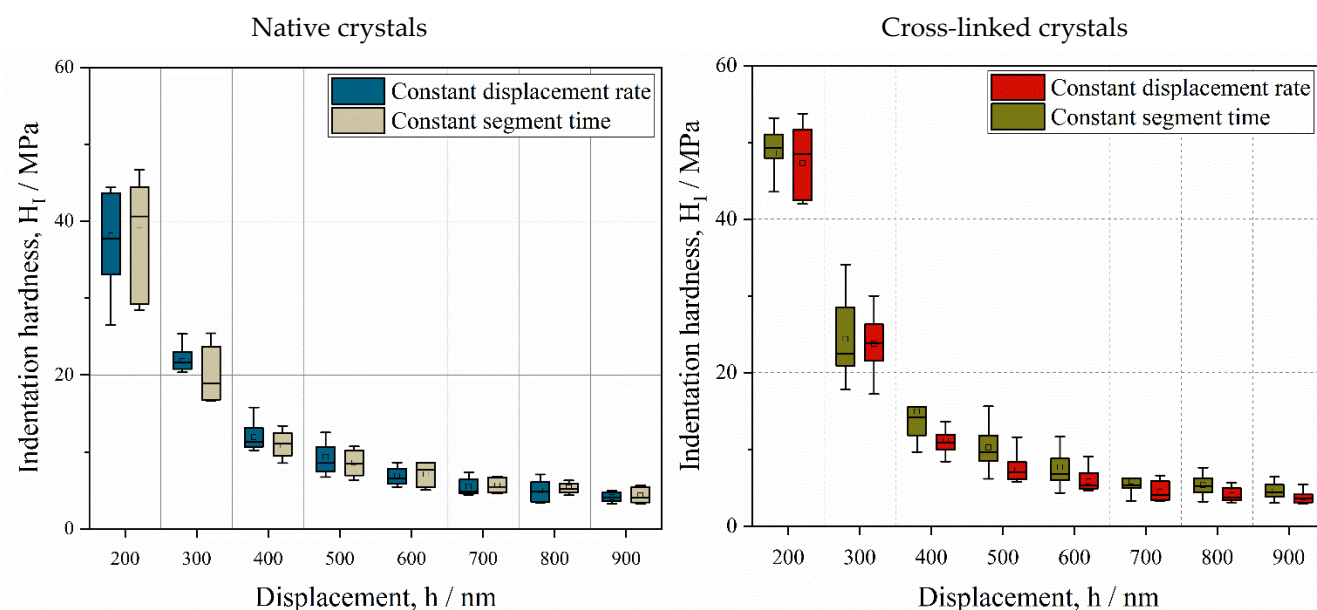 Native crystals
60
40
20
0
Indentation hardness, H_I / MPa
Constant displacement rate
Constant segment time
200 300 400 500 600 700 800 900
Displacement, h / nm
Cross-linked crystals
60
40
20
0
Indentation hardness, H_I / MPa
Constant displacement rate
Constant segment time
200 300 400 500 600 700 800 900
Displacement, h / nm